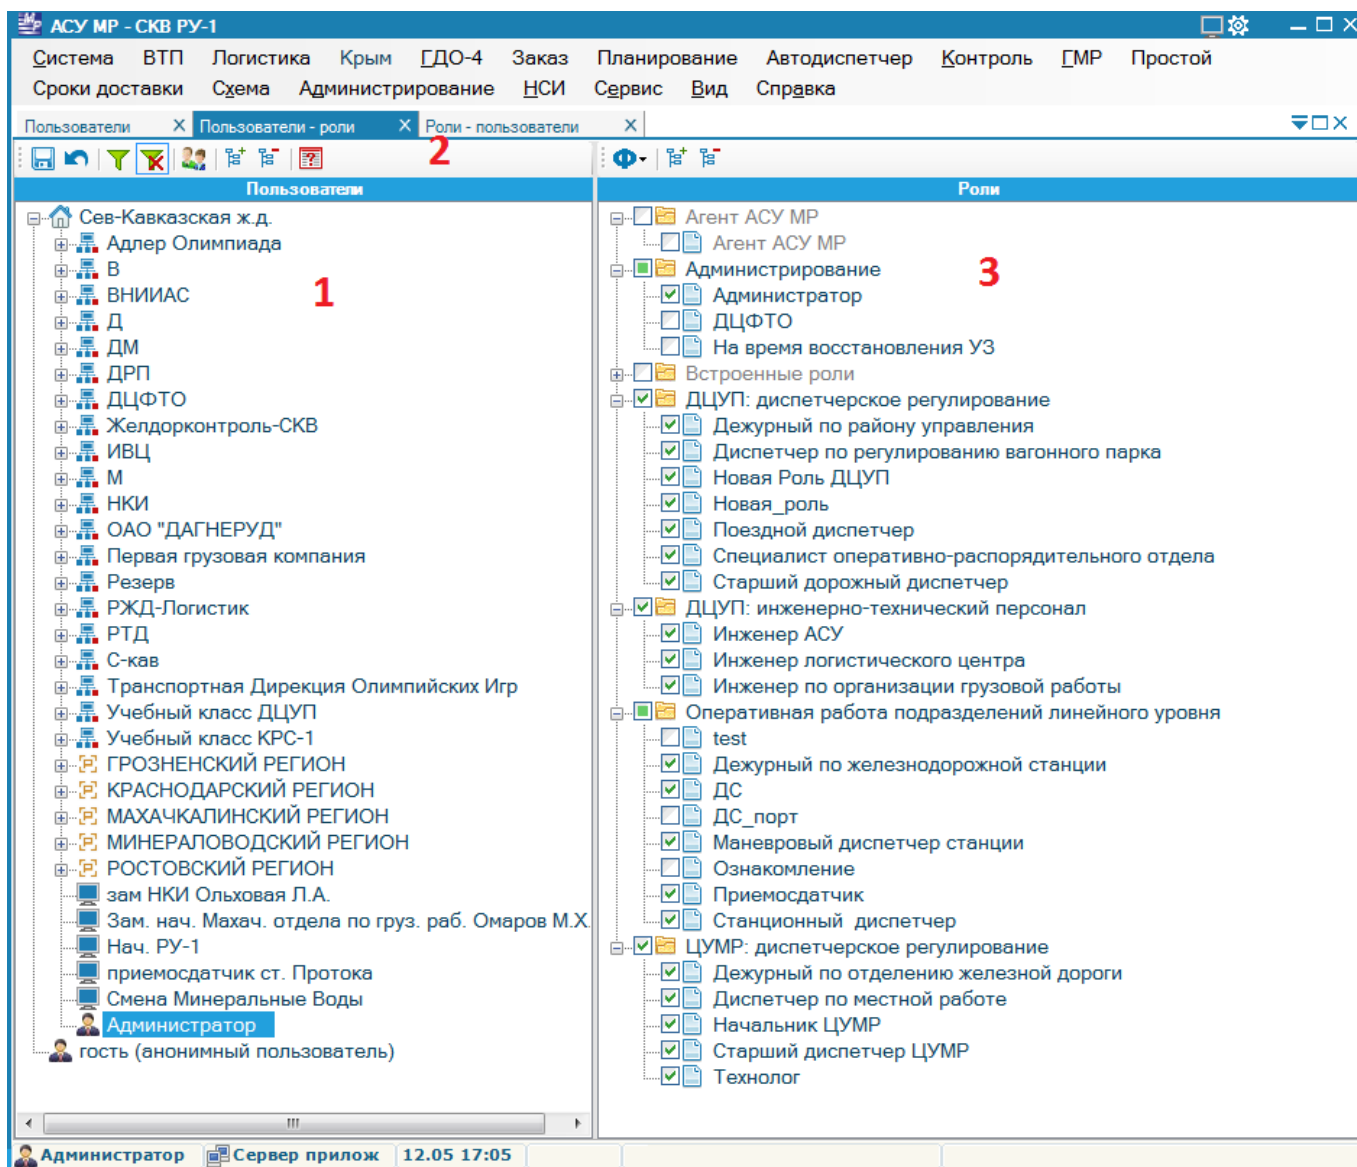 АСУ МР - СКВ РУ-1
Система ВТП Логистика Крым ГДО-4 Заказ Планирование Автодиспетчер Контроль ГМР Простой
Сроки доставки Схема Администрирование НСИ Сервис Вид Справка
Пользователи Пользователи - роли Роли - пользователи
2
Пользователи
Сев-Кавказская ж.д.
Адлер Олимпиада
В
ВНИИАС
1
Д
ДМ
ДРП
ДЦФТО
Желдорконтроль-СКВ
ИВЦ
М
НКИ
ОАО "ДАГНЕРУД"
Первая грузовая компания
Резерв
РЖД-Логистик
РТД
С-кав
Транспортная Дирекция Олимпийских Игр
Учебный класс ДЦУП
Учебный класс КРС-1
ГРОЗНЕНСКИЙ РЕГИОН
КРАСНОДАРСКИЙ РЕГИОН
МАХАЧКАЛИНСКИЙ РЕГИОН
МИНЕРАЛОВОДСКИЙ РЕГИОН
РОСТОВСКИЙ РЕГИОН
зам НКИ Ольховая Л.А.
Зам. нач. Махач. отдела по груз. раб. Омаров М.Х.
Нач. РУ-1
приемосдатчик ст. Протока
Смена Минеральные Воды
Администратор
гость (анонимный пользователь)
Роли
Агент АСУ МР
Агент АСУ МР
Администрирование
3
Администратор
ДЦФТО
На время восстановления УЗ
Встроенные роли
ДЦУП: диспетчерское регулирование
Дежурный по району управления
Диспетчер по регулированию вагонного парка
Новая Роль ДЦУП
Новая_роль
Поездной диспетчер
Специалист оперативно-распорядительного отдела
Старший дорожный диспетчер
ДЦУП: инженерно-технический персонал
Инженер АСУ
Инженер логистического центра
Инженер по организации грузовой работы
Оперативная работа подразделений линейного уровня
test
Дежурный по железнодорожной станции
ДС
ДС_порт
Маневровый диспетчер станции
Ознакомление
Приемосдатчик
Станционный диспетчер
ЦУМР: диспетчерское регулирование
Дежурный по отделению железной дороги
Диспетчер по местной работе
Начальник ЦУМР
Старший диспетчер ЦУМР
Технолог
Администратор Сервер прилож 12.05 17:05